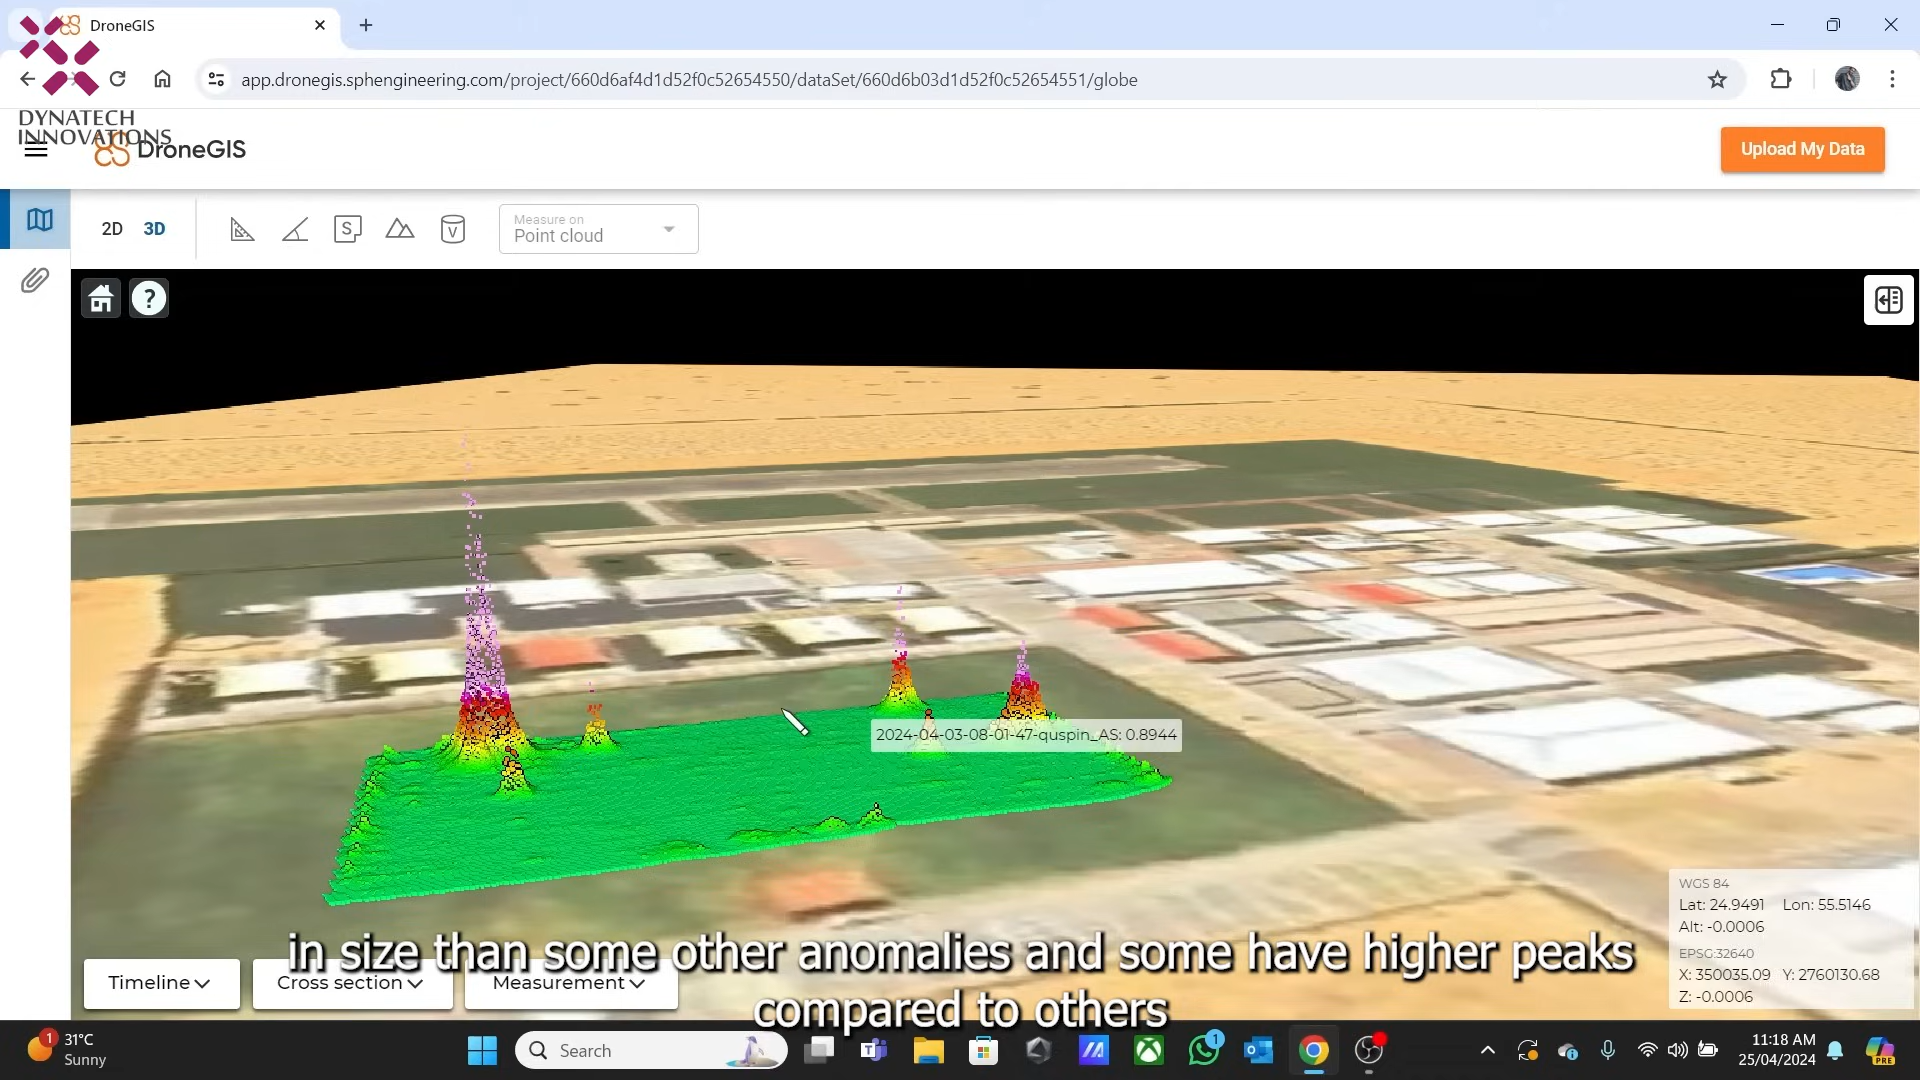 DroneGIS
app.dronegis.sphengineering.com/project/660d6af4d1d52f0c52654550/dataSet/660d6b03d1d52f0c52654551/globe
DYNATECH
INNOVATIONS
DroneGIS
Upload My Data
2D 3D
S
V
Measure on
Point cloud
?
2024-04-03-08-01-47-quspin_AS: 0.8944
WGS 84
Lat: 24.9491 Lon: 55.5146
Alt: -0.0006
EPSG:32640
X: 350035.09 Y: 2760130.68
Z: -0.0006
in size than some other anomalies and some have higher peaks
compared to others
Timeline
Cross section
Measurement
1
31°C
Sunny
Search
1
11:18 AM
25/04/2024
PRE